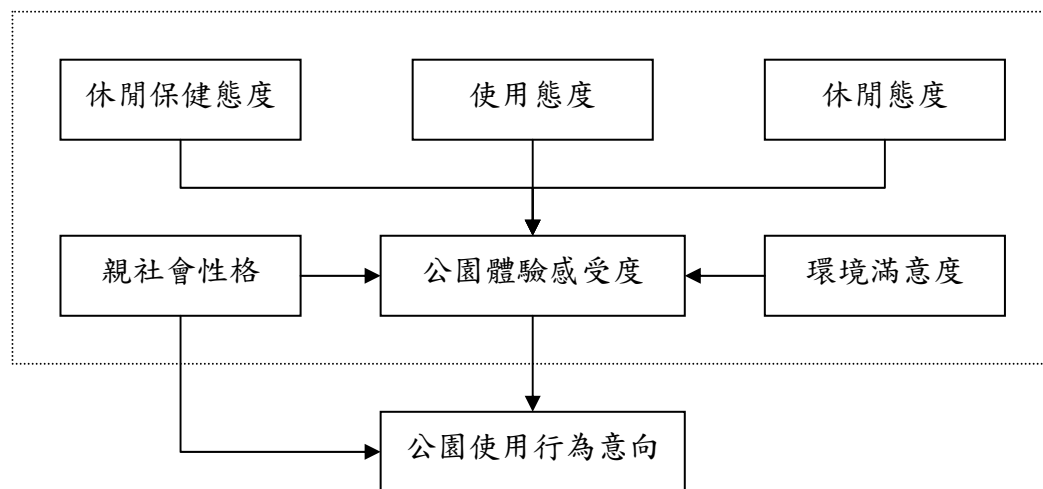 休閒保健態度
使用態度
休閒態度
親社會性格
公園體驗感受度
環境滿意度
公園使用行為意向